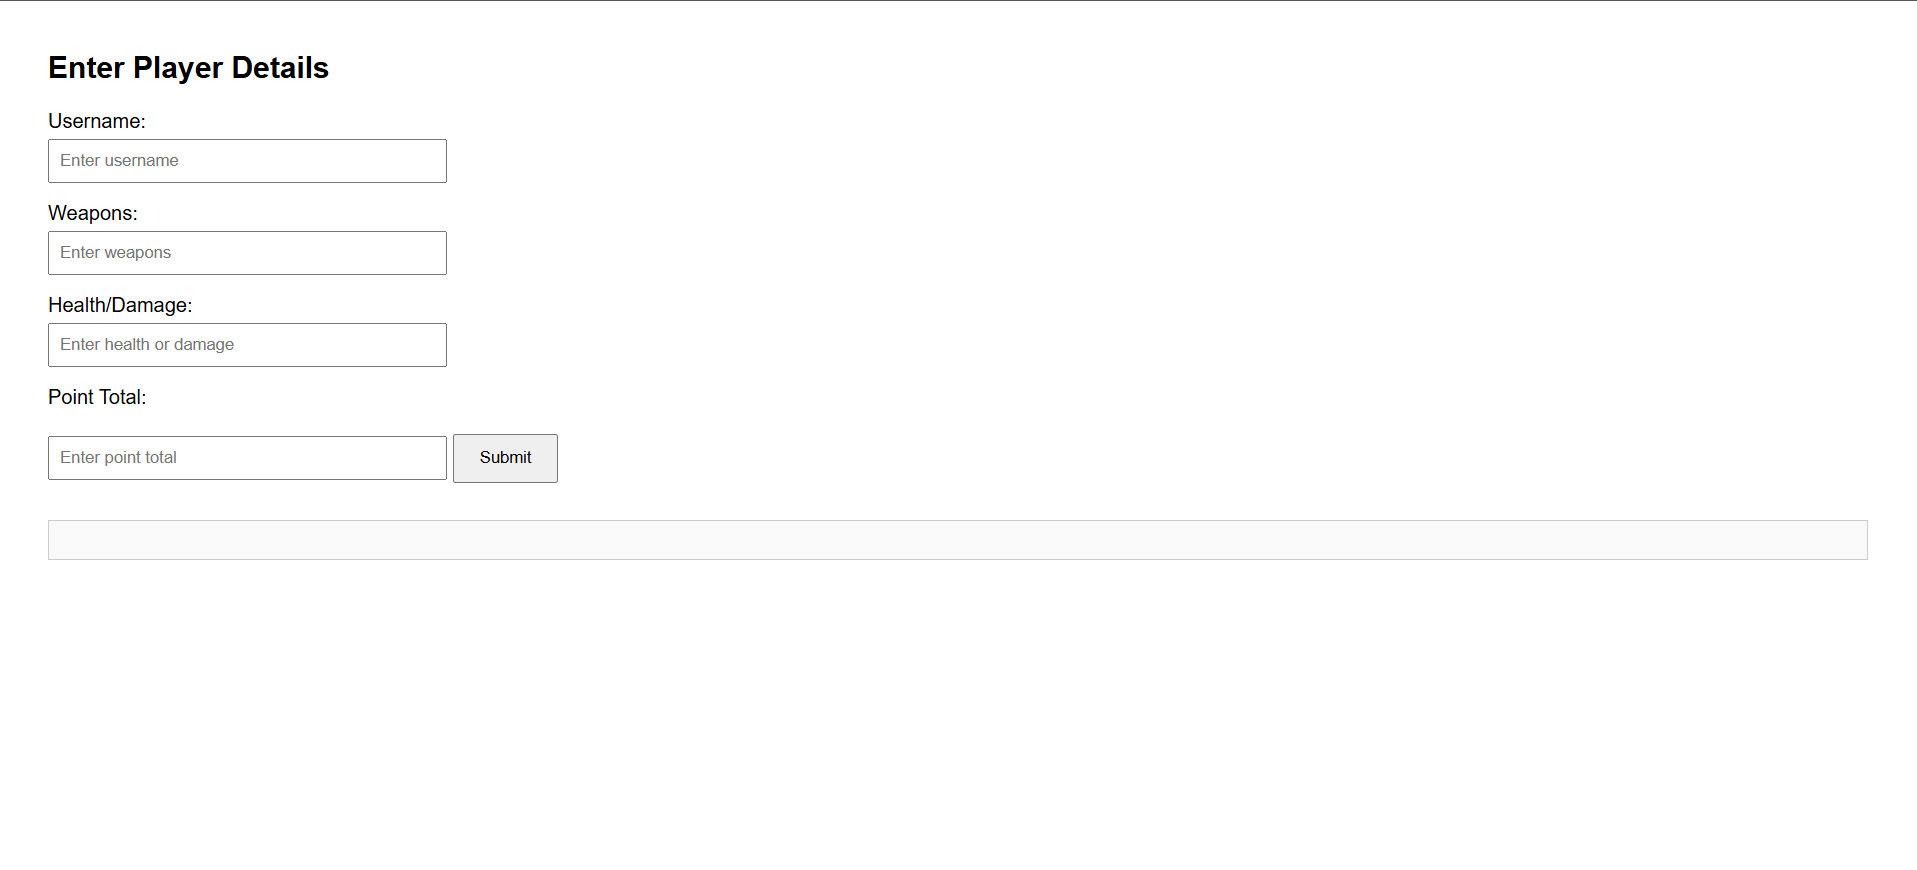 Enter Player Details
Username:
Enter username
Weapons:
Enter weapons
Health/Damage:
Enter health or damage
Point Total:
Enter point total Submit